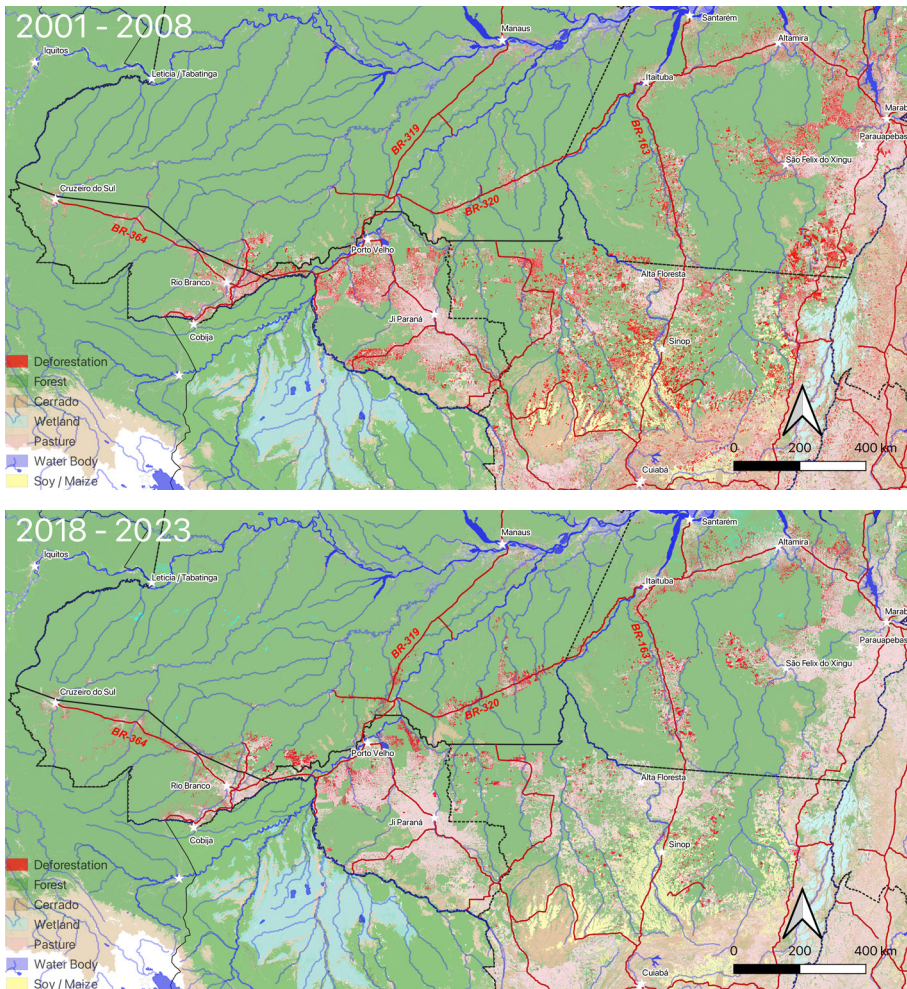 2001 – 2008
Santarém
Manaus
Altamira
Iquitos
Leticia / Tabatinga
Itaituba
Marab
BR-319
BR-163
Parauapebas
São Felix do Xingu
Cruzeiro do Sul
BR-320
BR-364
Porto Velho
Rio Branco
Alta Floresta
Ji Paraná
Cobija
Sinop
Deforestation
Forest
Cerrado
Wetland
Pasture
Water Body
Soy / Maize
Cuiabá
0 200 400 km
2018 – 2023
Santarém
Manaus
Altamira
Iquitos
Leticia / Tabatinga
Itaituba
Marab
BR-319
BR-163
Parauapebas
São Felix do Xingu
Cruzeiro do Sul
BR-320
BR-364
Porto Velho
Rio Branco
Alta Floresta
Ji Paraná
Cobija
Sinop
Deforestation
Forest
Cerrado
Wetland
Pasture
Water Body
Soy / Maize
Cuiabá
0 200 400 km